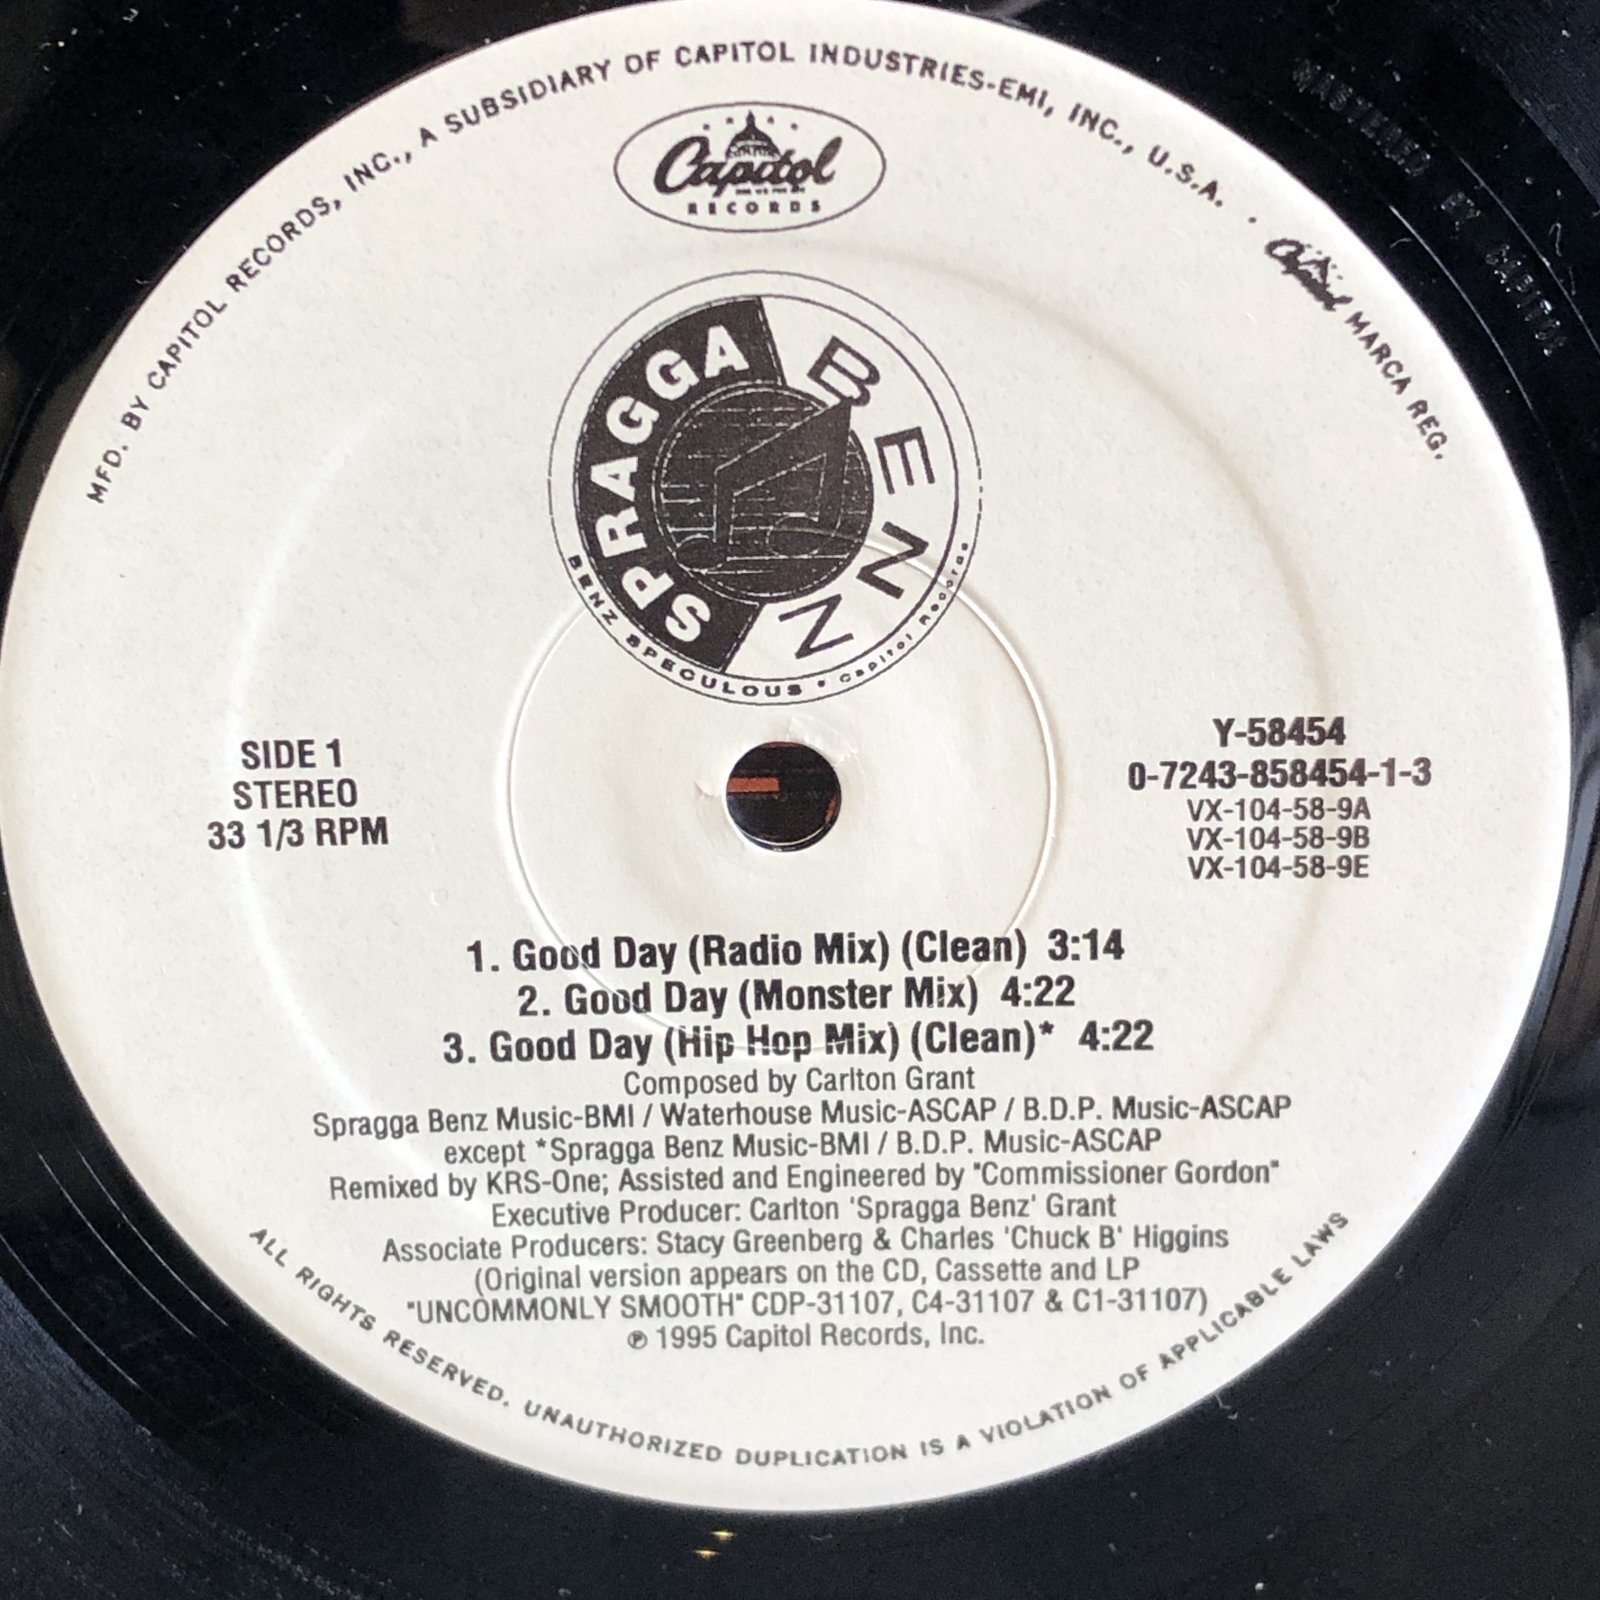 MFD. BY CAPITOL RECORDS, INC., A SUBSIDIARY OF CAPITOL INDUSTRIES-EMI, INC., U.S.A. · Capitol MARCA REG.
Capitol
RECORDS
SPRAGGA BENZ
BENZ SPECULOUS • Capitol Records
MASTERED BY CAPITOL
SIDE 1
STEREO
33 1/3 RPM
Y-58454
0-7243-858454-1-3
VX-104-58-9A
VX-104-58-9B
VX-104-58-9E
1. Good Day (Radio Mix) (Clean) 3:14
2. Good Day (Monster Mix) 4:22
3. Good Day (Hip Hop Mix) (Clean)* 4:22
Composed by Carlton Grant
Spragga Benz Music-BMI / Waterhouse Music-ASCAP / B.D.P. Music-ASCAP
except *Spragga Benz Music-BMI / B.D.P. Music-ASCAP
Remixed by KRS-One; Assisted and Engineered by "Commissioner Gordon"
Executive Producer: Carlton 'Spragga Benz' Grant
Associate Producers: Stacy Greenberg & Charles 'Chuck B' Higgins
(Original version appears on the CD, Cassette and LP
"UNCOMMONLY SMOOTH" CDP-31107, C4-31107 & C1-31107)
℗ 1995 Capitol Records, Inc.
ALL RIGHTS RESERVED. UNAUTHORIZED DUPLICATION IS A VIOLATION OF APPLICABLE LAWS